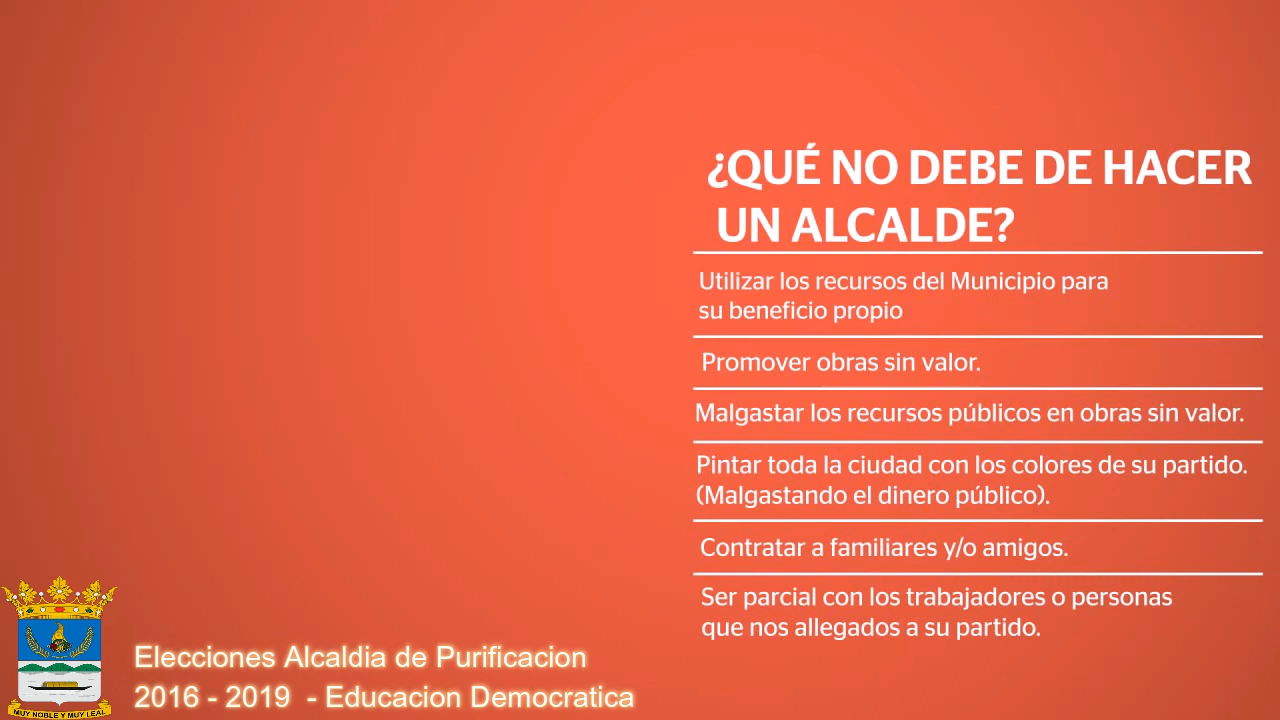 ¿QUÉ NO DEBE DE HACER
UN ALCALDE?
Utilizar los recursos del Municipio para
su beneficio propio
Promover obras sin valor.
Malgastar los recursos públicos en obras sin valor.
Pintar toda la ciudad con los colores de su partido.
(Malgastando el dinero público).
Contratar a familiares y/o amigos.
Ser parcial con los trabajadores o personas
que nos allegados a su partido.
MUY NOBLE Y MUY LEAL
Elecciones Alcaldia de Purificacion
2016 - 2019 - Educacion Democratica